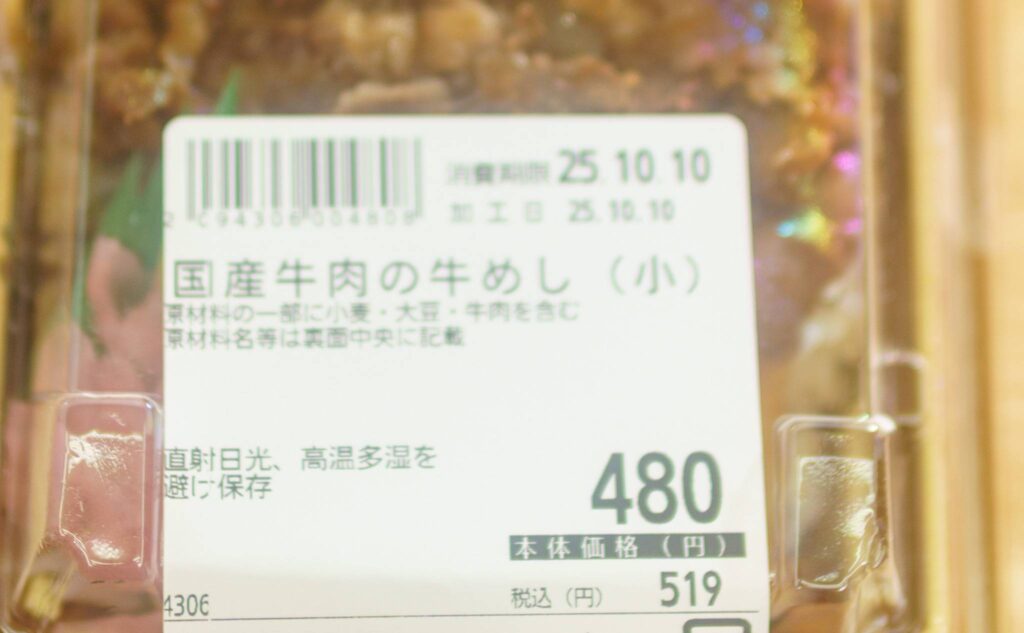 消費期限 25.10.10
加工日 25.10.10
国産牛肉の牛めし（小）
原材料の一部に小麦・大豆・牛肉を含む
原材料名等は裏面中央に記載
直射日光、高温多湿を
避け保存
480
本体価格（円）
税込（円） 519
4306